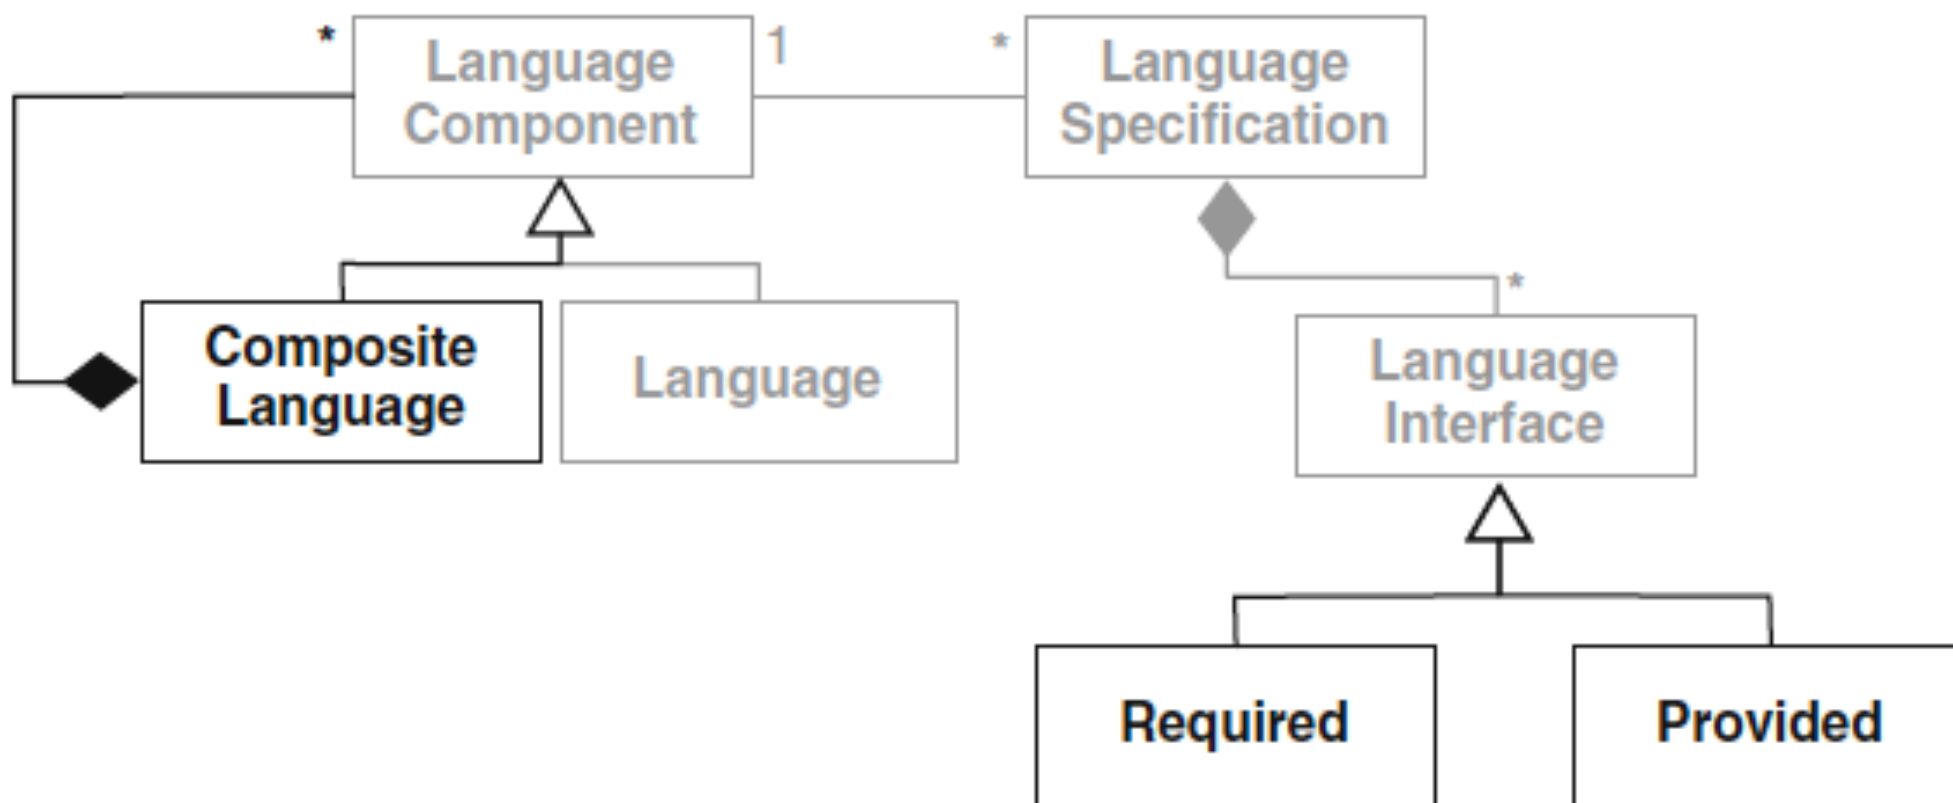 *
Language
Component
1
*
Language
Specification
*
Composite
Language
Language
Language
Interface
Required
Provided